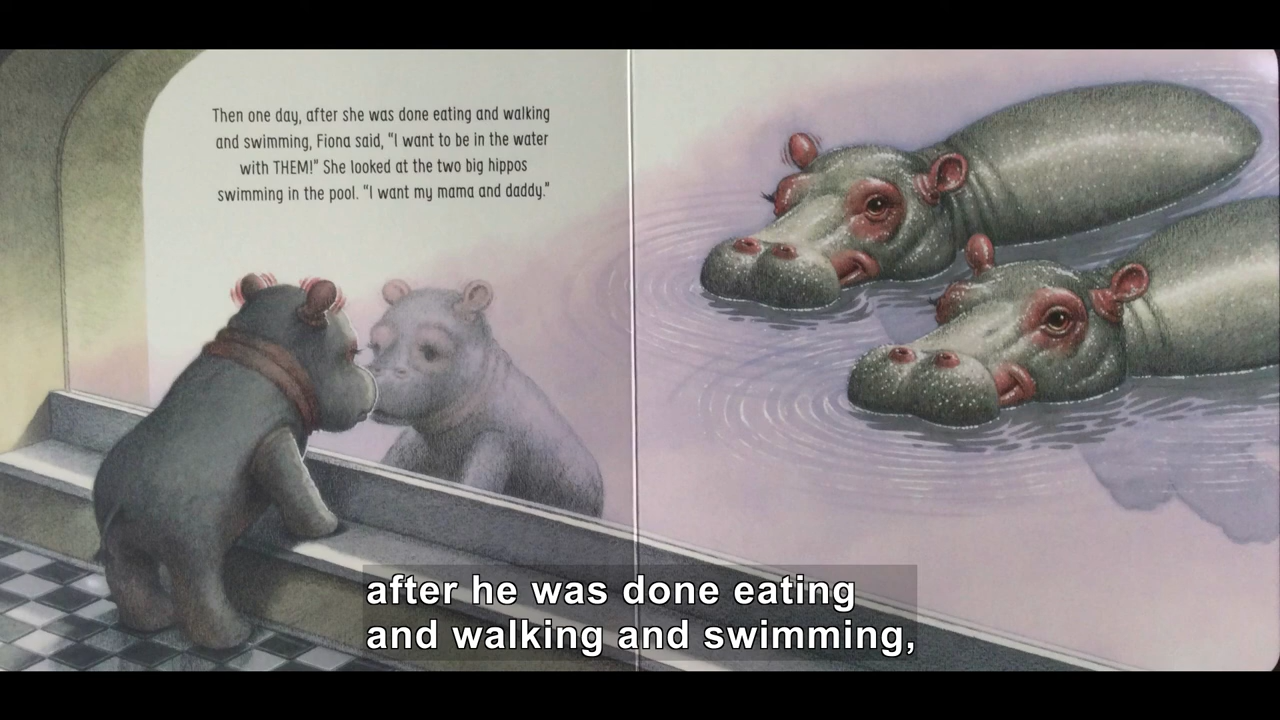 Then one day, after she was done eating and walking
and swimming, Fiona said, “I want to be in the water
with THEM!” She looked at the two big hippos
swimming in the pool. “I want my mama and daddy.”
after he was done eating
and walking and swimming,